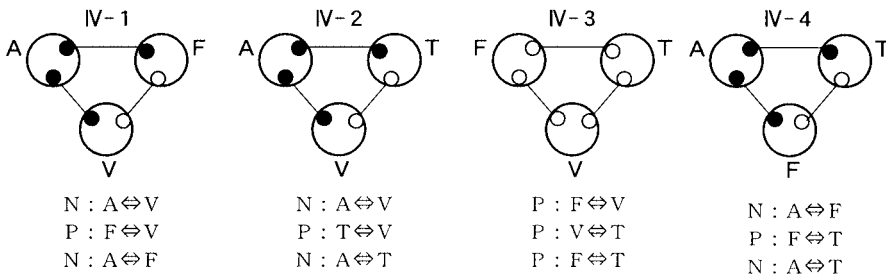 Ⅳ-1
A
F
V
N : A⇔V
P : F⇔V
N : A⇔F
Ⅳ-2
A
T
V
N : A⇔V
P : T⇔V
N : A⇔T
Ⅳ-3
F
T
V
P : F⇔V
P : V⇔T
P : F⇔T
Ⅳ-4
A
T
F
N : A⇔F
P : F⇔T
N : A⇔T